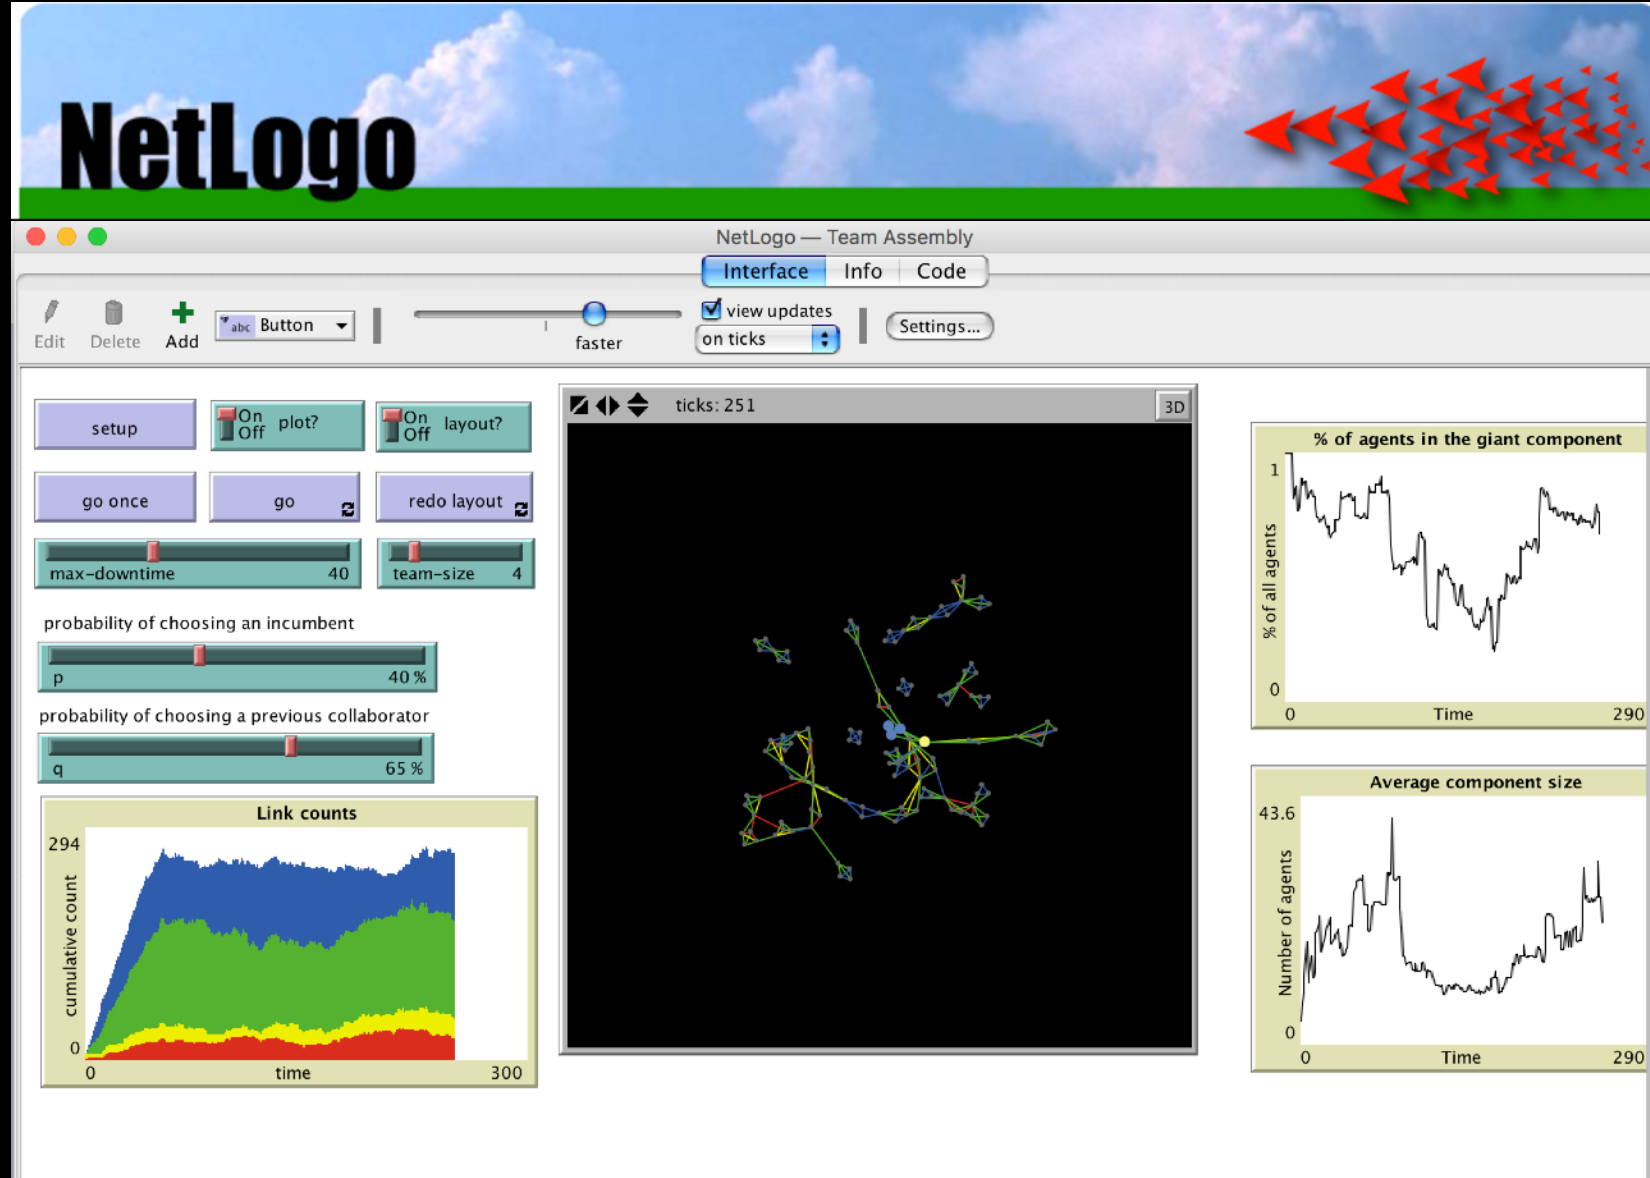 NetLogo
NetLogo — Team Assembly
Interface Info Code
Edit Delete Add abc Button faster view updates on ticks Settings...
setup On Off plot? On Off layout?
go once go redo layout
max-downtime 40 team-size 4
probability of choosing an incumbent
p 40 %
probability of choosing a previous collaborator
q 65 %
Link counts
294
cumulative count
0
0 time 300
ticks: 251 3D
% of agents in the giant component
1
% of all agents
0
0 Time 290
Average component size
43.6
Number of agents
0
0 Time 290